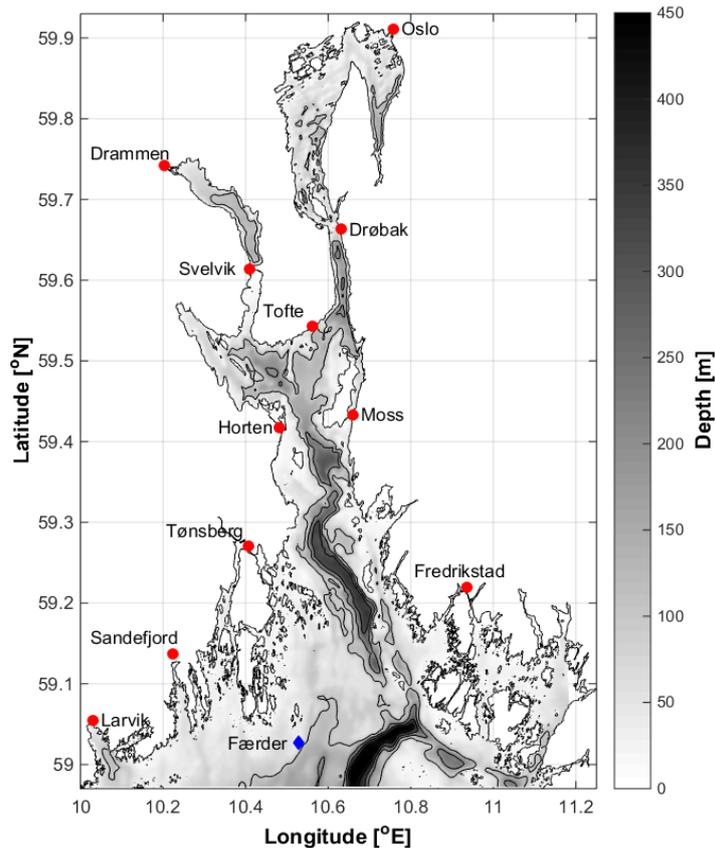 59.9
59.8
59.7
59.6
59.5
59.4
59.3
59.2
59.1
59
Latitude [°N]
Oslo
Drammen
Drøbak
Svelvik
Tofte
Horten
Moss
Tønsberg
Fredrikstad
Sandefjord
Larvik
Færder
10 10.2 10.4 10.6 10.8 11 11.2
Longitude [°E]
450
400
350
300
250
200
150
100
50
0
Depth [m]